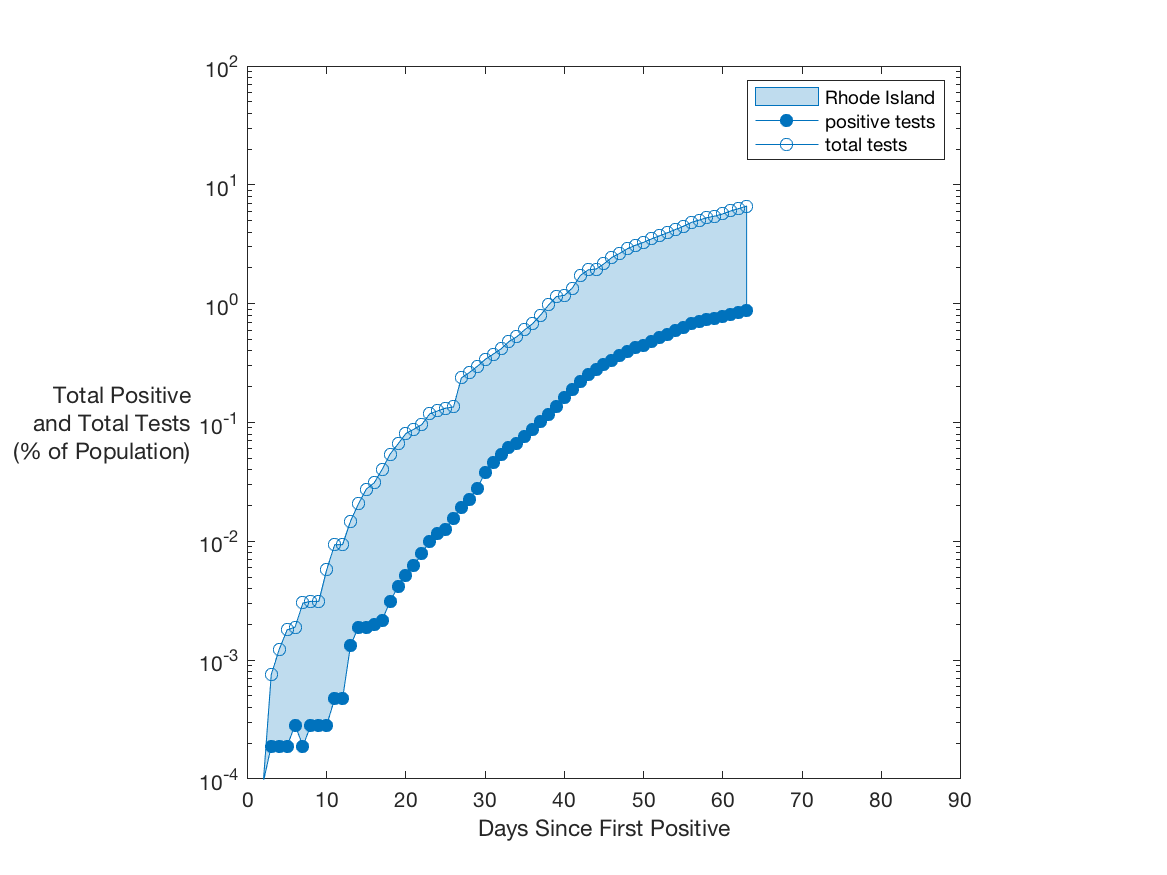 10^2
10^1
10^0
10^-1
10^-2
10^-3
10^-4
Total Positive
and Total Tests
(% of Population)
Rhode Island
positive tests
total tests
0 10 20 30 40 50 60 70 80 90
Days Since First Positive